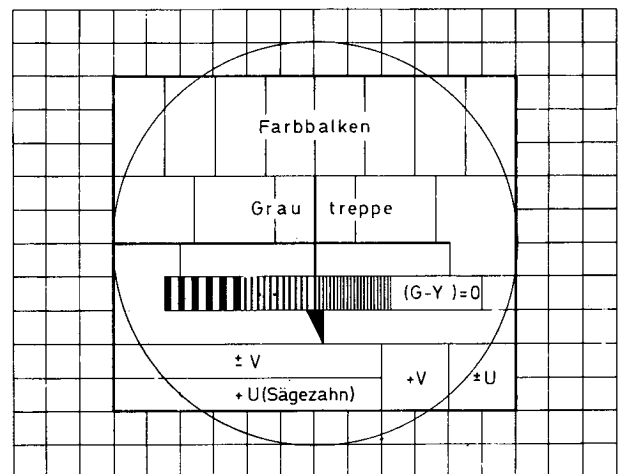 Farbbalken
Grau treppe
(G-Y)=0
± V
+U(Sägezahn)
+V
±U